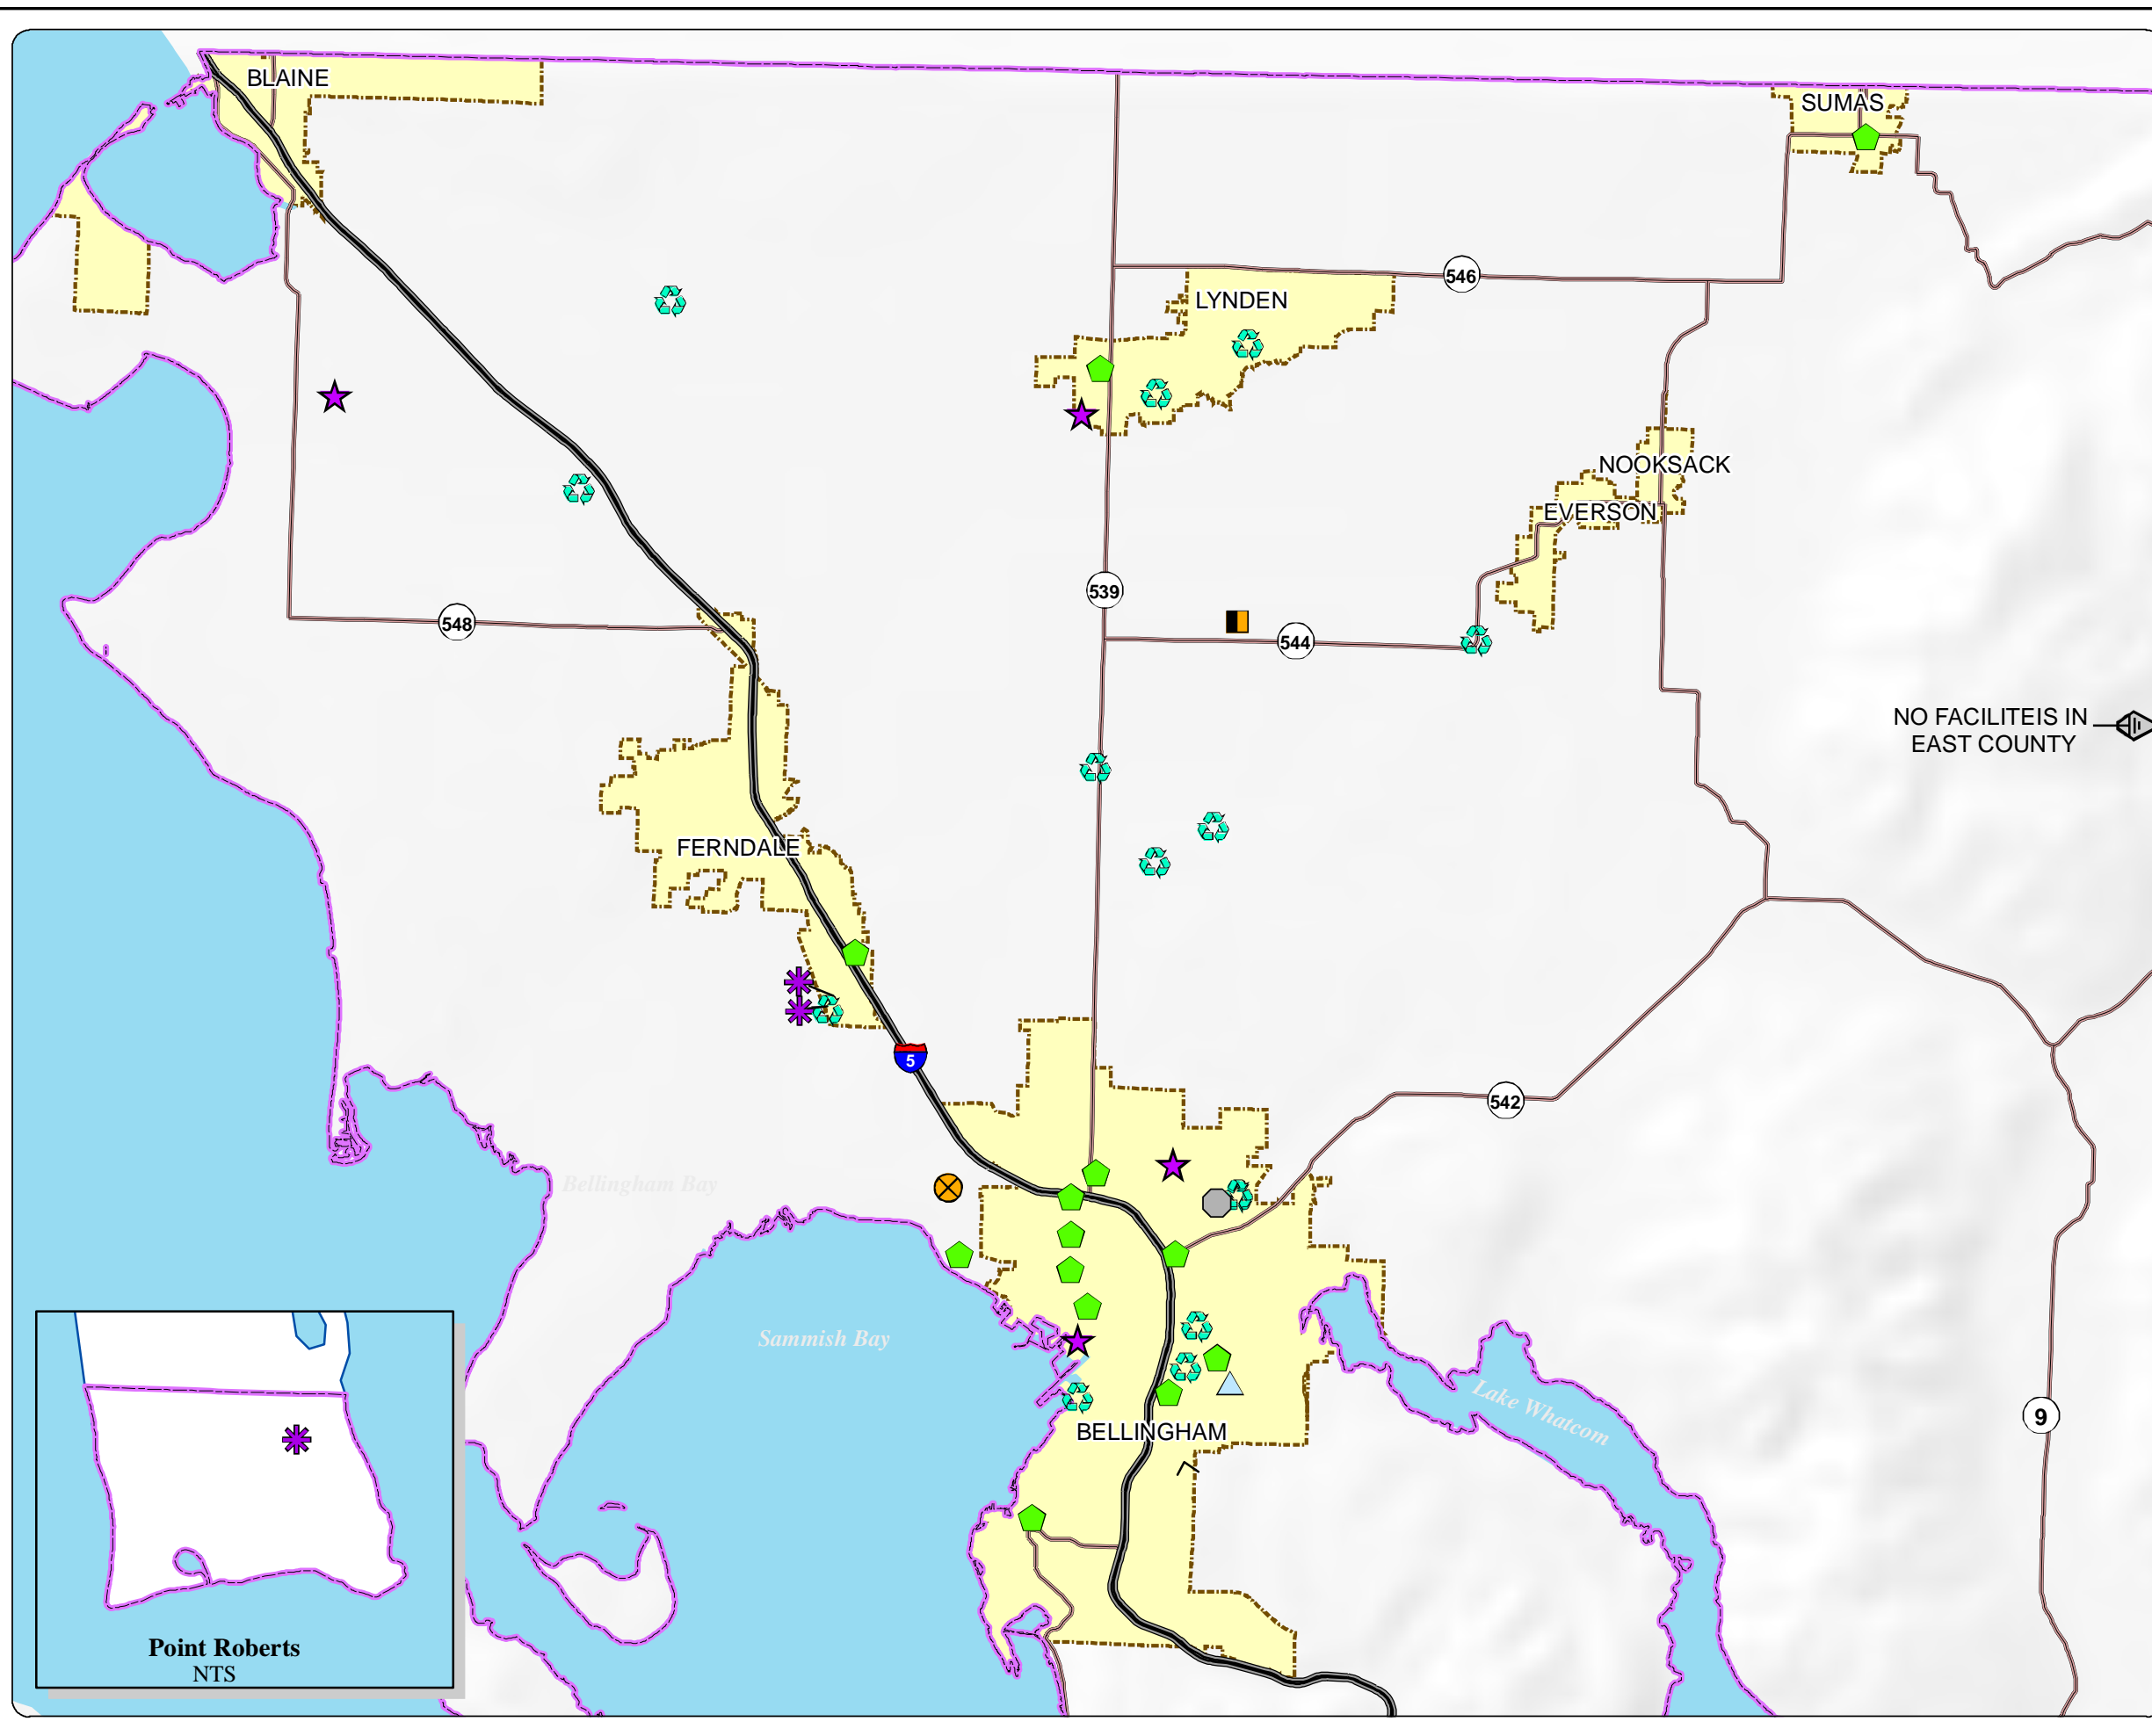 BLAINE
SUMAS
546
LYNDEN
NOOKSACK
EVERSON
539
548
544
NO FACILITEIS IN
EAST COUNTY
FERNDALE
5
542
Bellingham Bay
Sammish Bay
Lake Whatcom
9
BELLINGHAM
Point Roberts
NTS